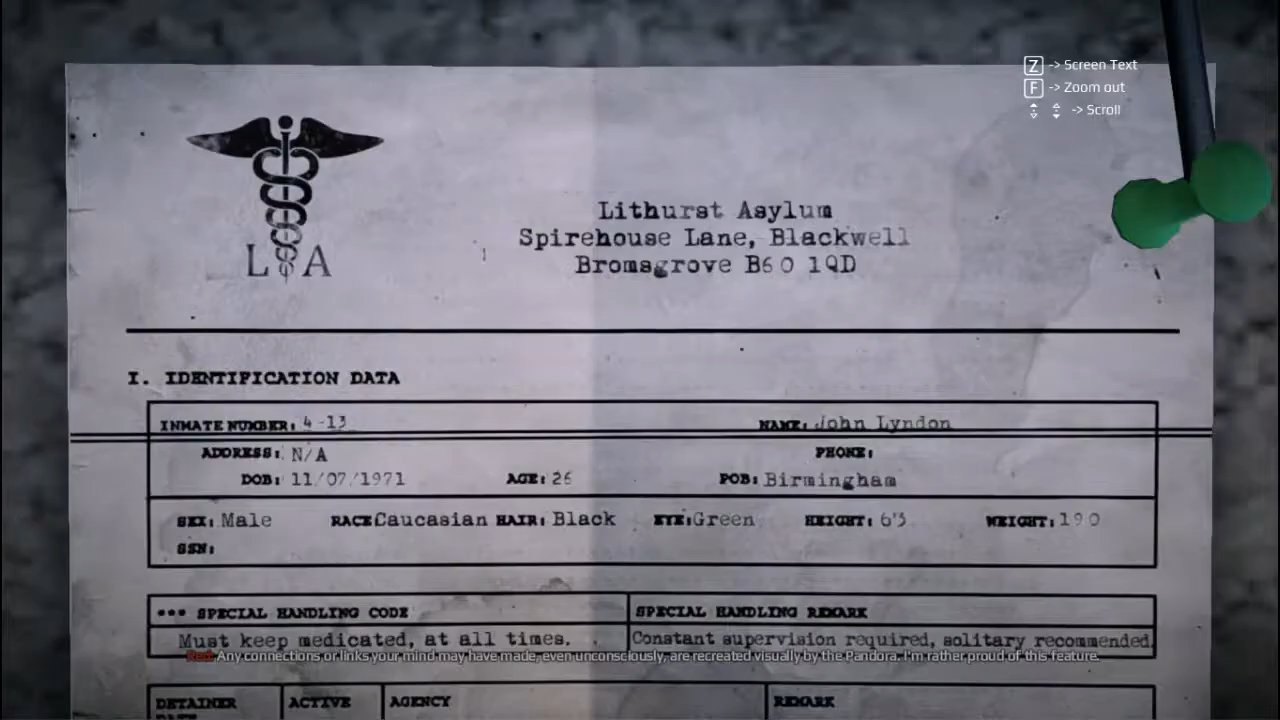 Z -> Screen Text
F -> Zoom out
-> Scroll
L A
Lithurst Asylum
Spirehouse Lane, Blackwell
Bromsgrove B60 1QD
I. IDENTIFICATION DATA
INMATE NUMBER: 4-13 NAME: John Lyndon
ADDRESS: N/A PHONE:
DOB: 11/07/1971 AGE: 26 POB: Birmingham
SEX: Male RACE Caucasian HAIR: Black EYE: Green HEIGHT: 6'3 WEIGHT: 190
SSN:
*** SPECIAL HANDLING CODE SPECIAL HANDLING REMARK
Must keep medicated, at all times. Constant supervision required, solitary recommended
Red: Any connections or links your mind may have made, even unconsciously, are recreated visually by the Pandora. I'm rather proud of this feature.
DETAINER ACTIVE AGENCY REMARK
DATE